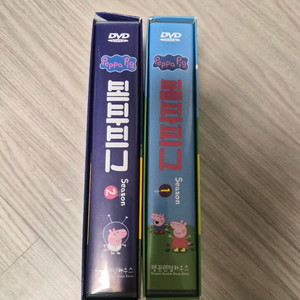 DVD
Peppa Pig
페파피그
Season
2
DVD
Peppa Pig
페파피그
Season
1